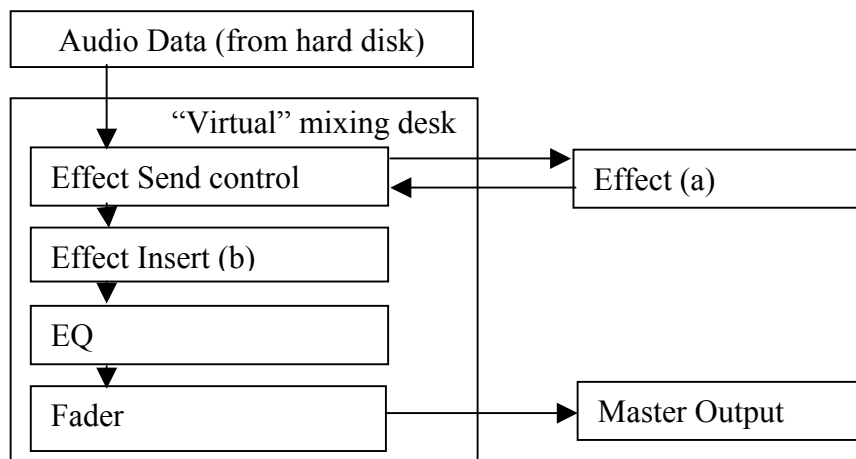 Audio Data (from hard disk)
“Virtual” mixing desk
Effect Send control
Effect (a)
Effect Insert (b)
EQ
Fader
Master Output